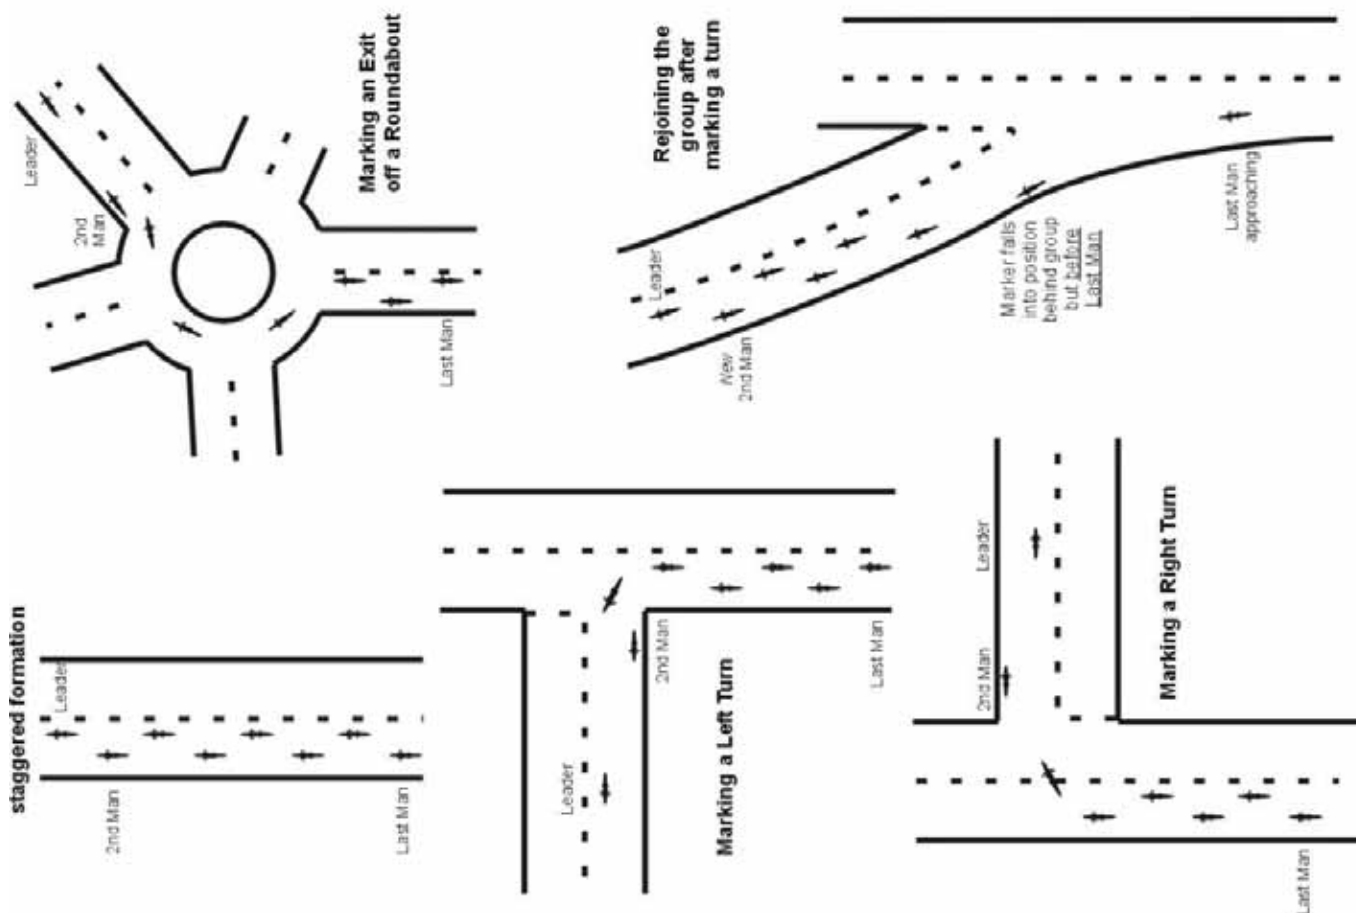 staggered formation
Leader
2nd Man
Last Man
Marking an Exit
off a Roundabout
Leader
2nd
Man
Last Man
Marking a Left Turn
Leader
2nd Man
Last Man
Rejoining the
group after
marking a turn
Leader
New
2nd Man
Marker falls
into position
behind group
but before
Last Man
Last Man
approaching
Marking a Right Turn
Leader
2nd Man
Last Man